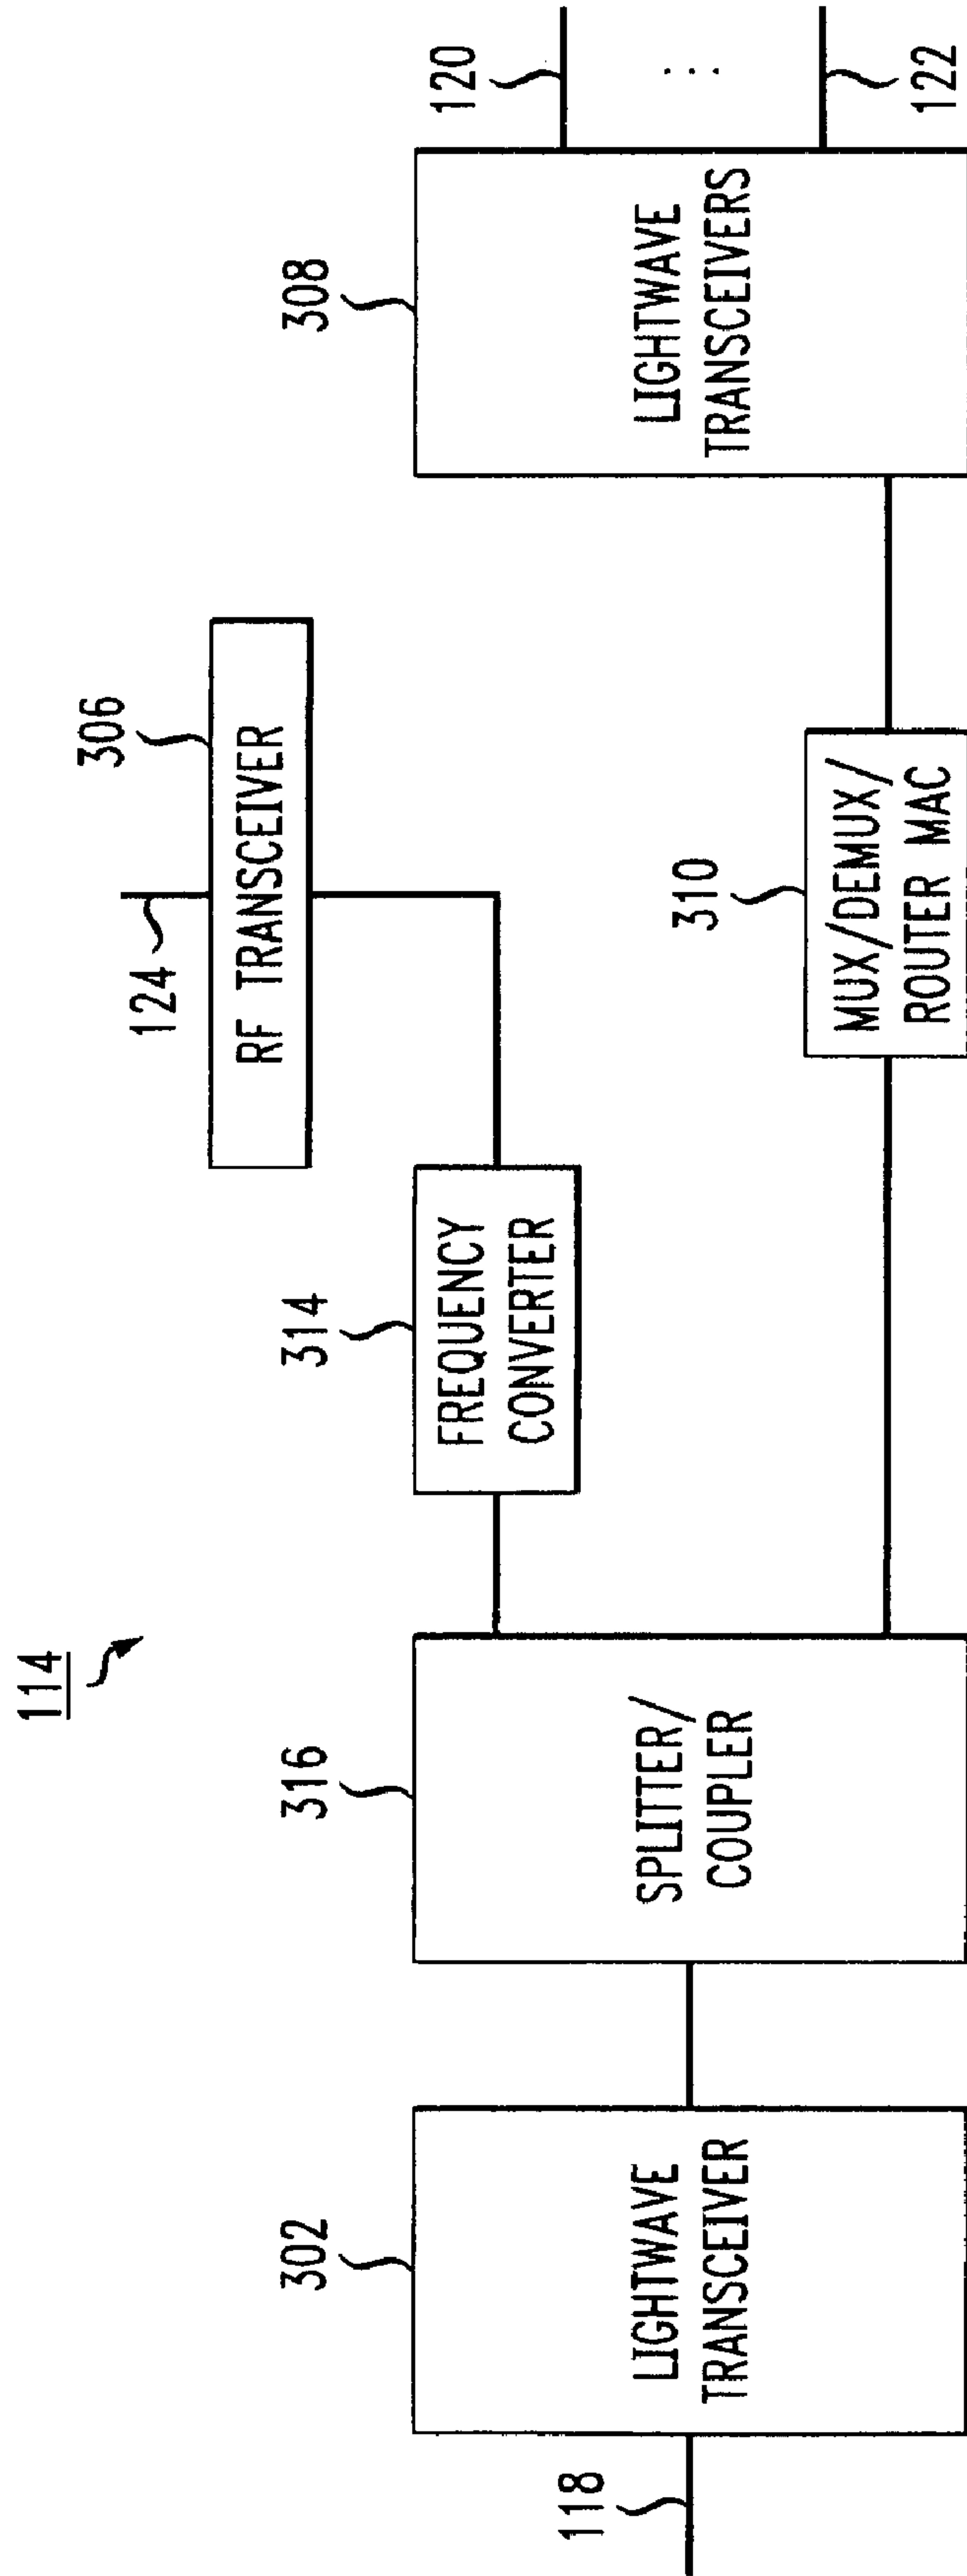 114
306
124
RF TRANSCEIVER
302
316
314
308
120
118
LIGHTWAVE
TRANSCEIVER
SPLITTER/
COUPLER
FREQUENCY
CONVERTER
310
MUX/DEMUX/
ROUTER MAC
LIGHTWAVE
TRANSCEIVERS
122